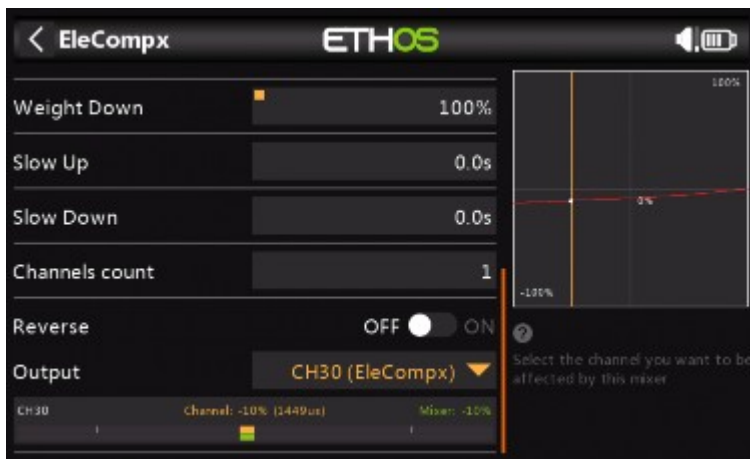 < EleCompx ETHOS
Weight Down 100%
Slow Up 0.0s
Slow Down 0.0s
Channels count 1
Reverse OFF ON
Output CH30 (EleCompx)
CH30 Channel: -10% (1449us) Mixer: -10%
100%
0%
-100%
?
Select the channel you want to be
affected by this mixer